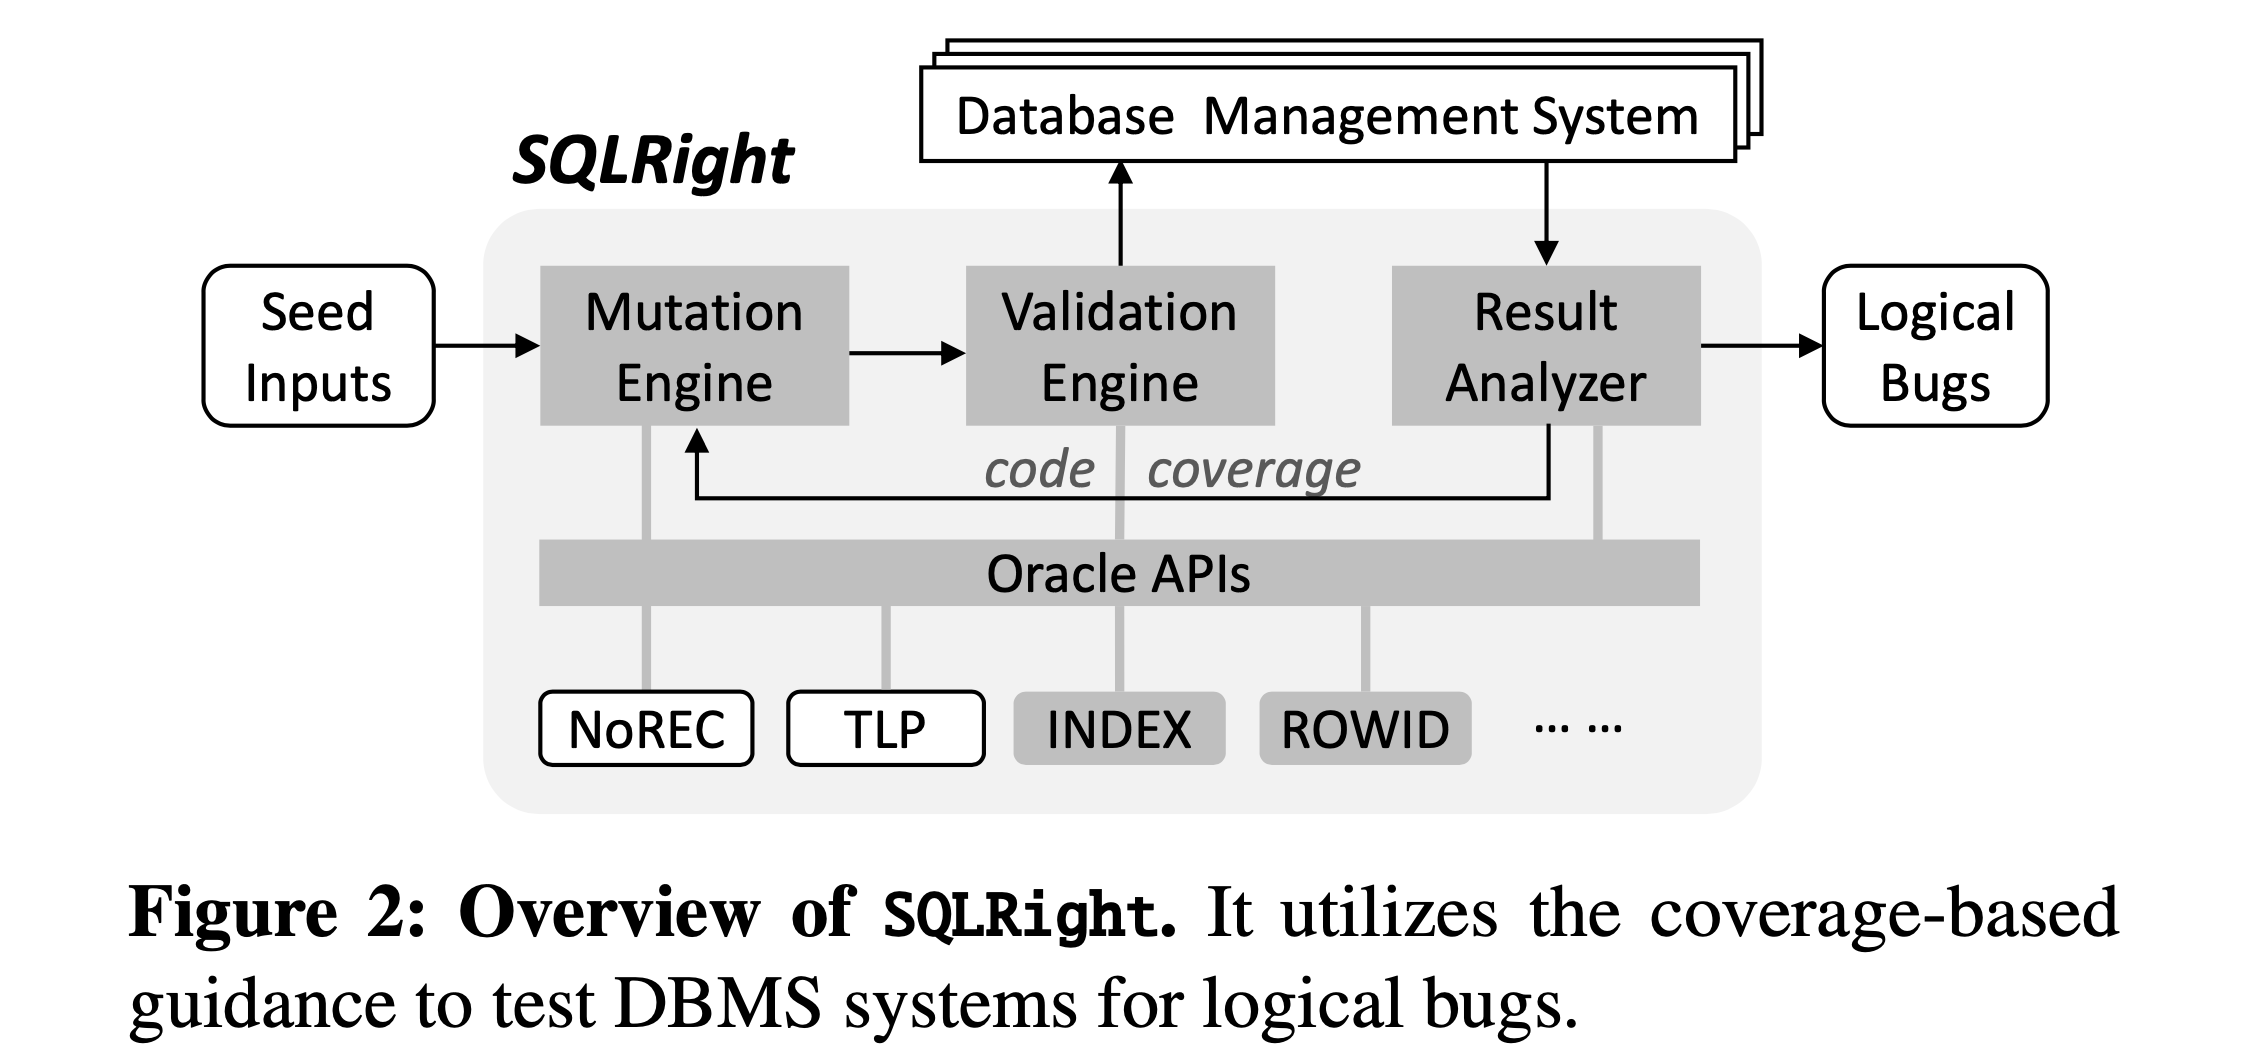 Database Management System
SQLRight
Seed
Inputs
Mutation
Engine
Validation
Engine
Result
Analyzer
Logical
Bugs
code coverage
Oracle APIs
NoREC
TLP
INDEX
ROWID
... ...
Figure 2: Overview of SQLRight. It utilizes the coverage-based
guidance to test DBMS systems for logical bugs.